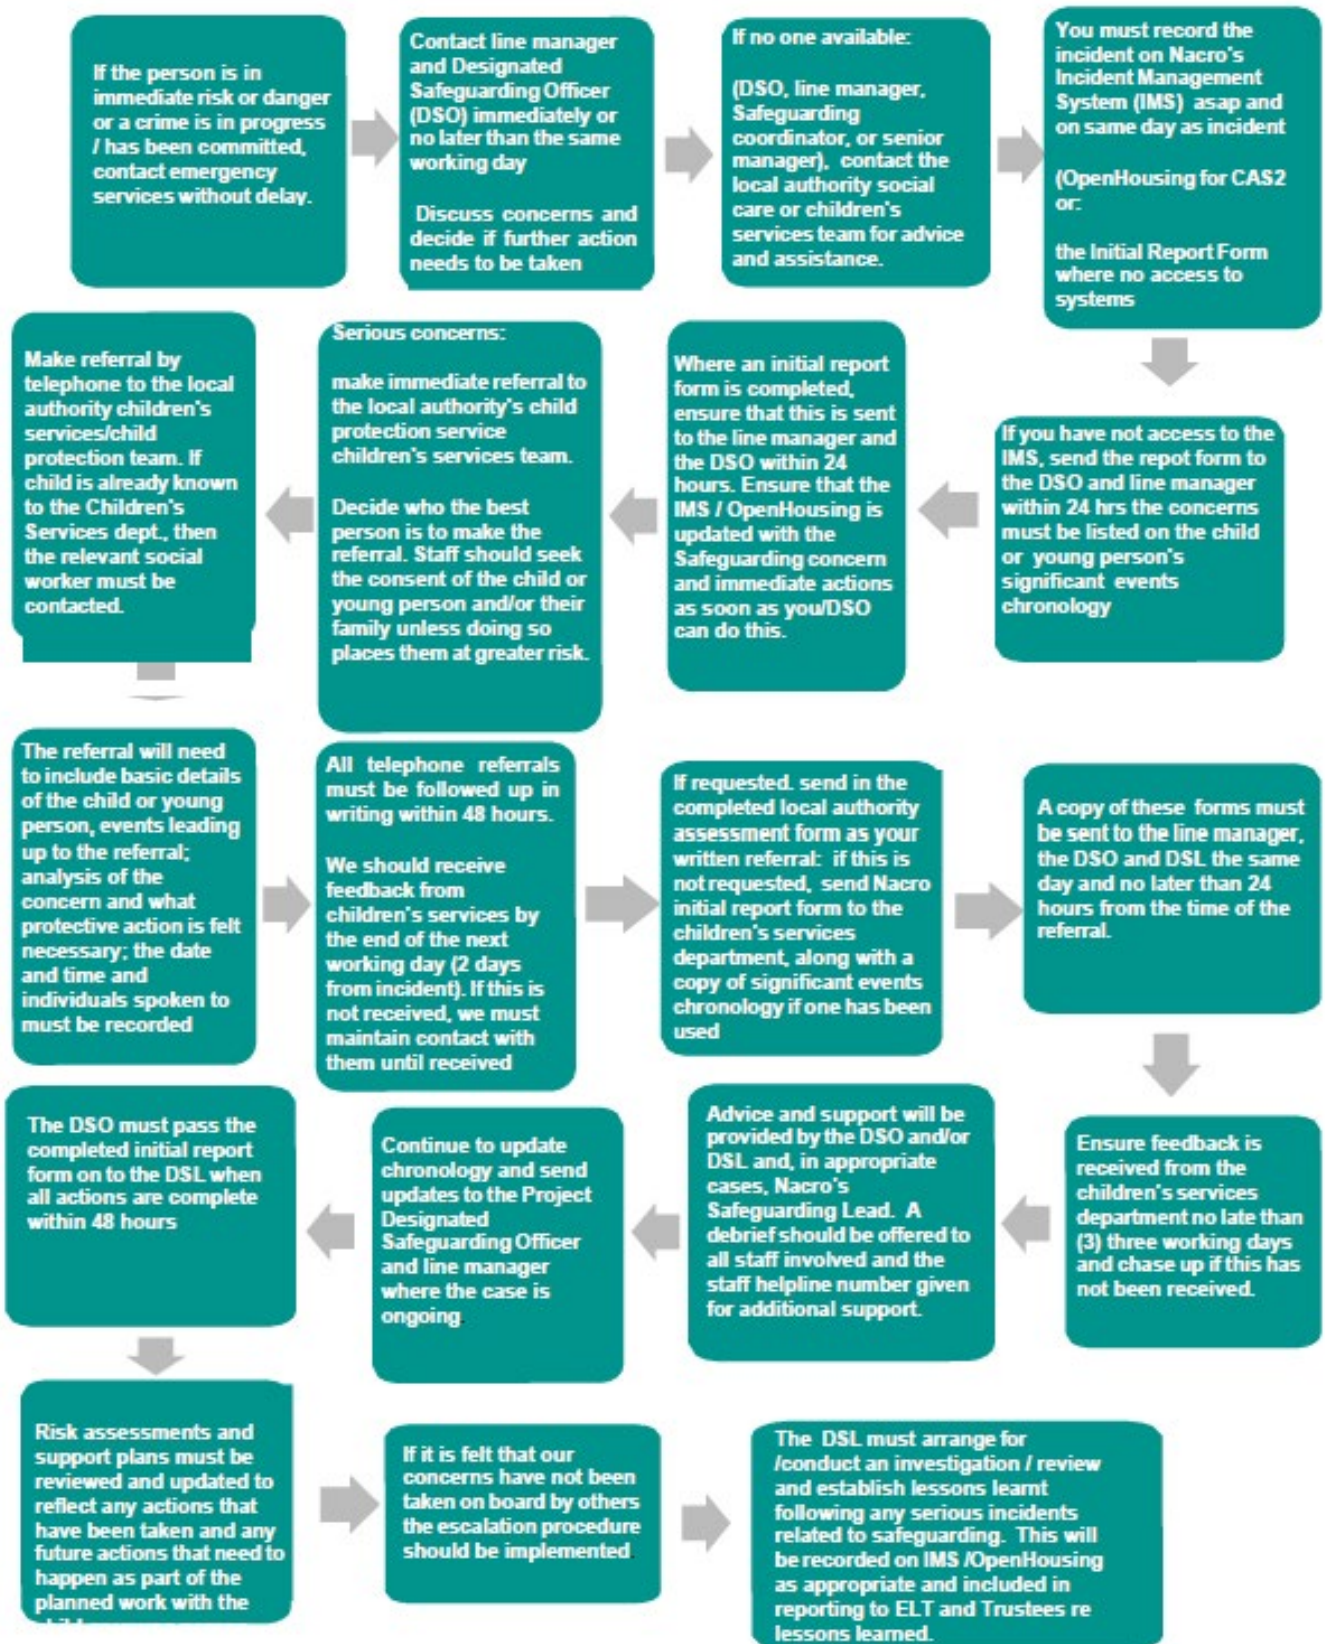 If the person is in
immediate risk or danger
or a crime is in progress
/ has been committed,
contact emergency
services without delay.
Contact line manager
and Designated
Safeguarding Officer
(DSO) immediately or
no later than the same
working day
Discuss concerns and
decide if further action
needs to be taken
If no one available:
(DSO, line manager,
Safeguarding
coordinator, or senior
manager), contact the
local authority social
care or children's
services team for advice
and assistance.
You must record the
incident on Nacro's
Incident Management
System (IMS) asap and
on same day as incident
(OpenHousing for CAS2
or:
the Initial Report Form
where no access to
systems
If you have not access to the
IMS, send the repot form to
the DSO and line manager
within 24 hrs the concerns
must be listed on the child
or young person's
significant events
chronology
Where an initial report
form is completed,
ensure that this is sent
to the line manager and
the DSO within 24
hours. Ensure that the
IMS / OpenHousing is
updated with the
Safeguarding concern
and immediate actions
as soon as you/DSO
can do this.
Serious concerns:
make immediate referral to
the local authority's child
protection service
children's services team.
Decide who the best
person is to make the
referral. Staff should seek
the consent of the child or
young person and/or their
family unless doing so
places them at greater risk.
Make referral by
telephone to the local
authority children's
services/child
protection team. If
child is already known
to the Children's
Services dept., then
the relevant social
worker must be
contacted.
The referral will need
to include basic details
of the child or young
person, events leading
up to the referral;
analysis of the
concern and what
protective action is felt
necessary; the date
and time and
individuals spoken to
must be recorded
All telephone referrals
must be followed up in
writing within 48 hours.
We should receive
feedback from
children's services by
the end of the next
working day (2 days
from incident). If this is
not received, we must
maintain contact with
them until received
If requested. send in the
completed local authority
assessment form as your
written referral: if this is
not requested, send Nacro
initial report form to the
children's services
department, along with a
copy of significant events
chronology if one has been
used
A copy of these forms must
be sent to the line manager,
the DSO and DSL the same
day and no later than 24
hours from the time of the
referral.
Ensure feedback is
received from the
children's services
department no late than
(3) three working days
and chase up if this has
not been received.
Advice and support will be
provided by the DSO and/or
DSL and, in appropriate
cases, Nacro's
Safeguarding Lead. A
debrief should be offered to
all staff involved and the
staff helpline number given
for additional support.
Continue to update
chronology and send
updates to the Project
Designated
Safeguarding Officer
and line manager
where the case is
ongoing.
The DSO must pass the
completed initial report
form on to the DSL when
all actions are complete
within 48 hours
Risk assessments and
support plans must be
reviewed and updated to
reflect any actions that
have been taken and any
future actions that need to
happen as part of the
planned work with the
If it is felt that our
concerns have not been
taken on board by others
the escalation procedure
should be implemented.
The DSL must arrange for
/conduct an investigation / review
and establish lessons learnt
following any serious incidents
related to safeguarding. This will
be recorded on IMS /OpenHousing
as appropriate and included in
reporting to ELT and Trustees re
lessons learned.